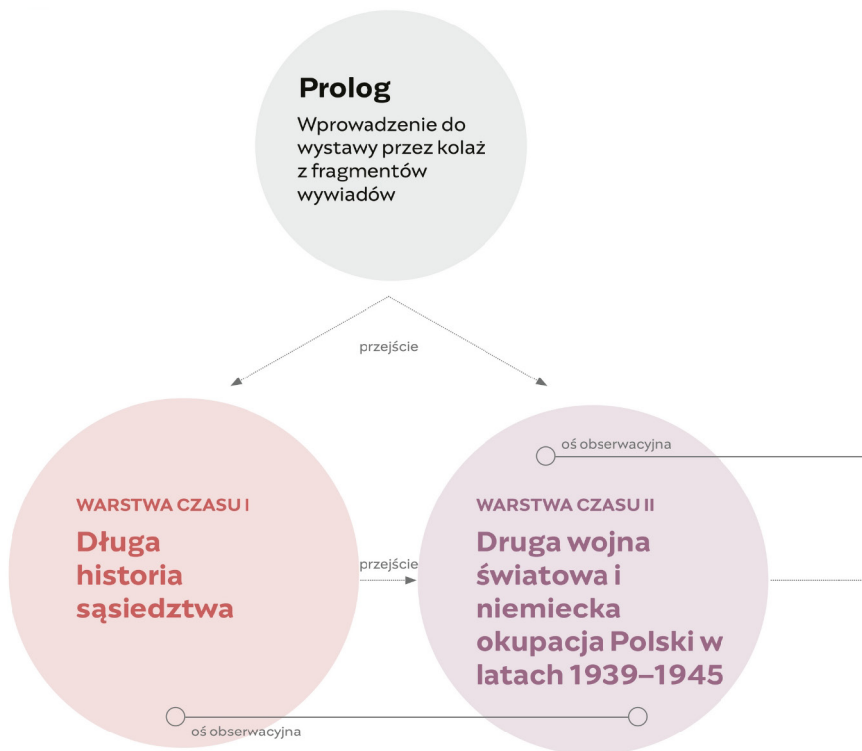 Prolog
Wprowadzenie do
wystawy przez kolaż
z fragmentów
wywiadów
przejście
oś obserwacyjna
WARSTWA CZASU I
Długa
historia
sąsiedztwa
przejście
WARSTWA CZASU II
Druga wojna
światowa i
niemiecka
okupacja Polski w
latach 1939–1945
oś obserwacyjna